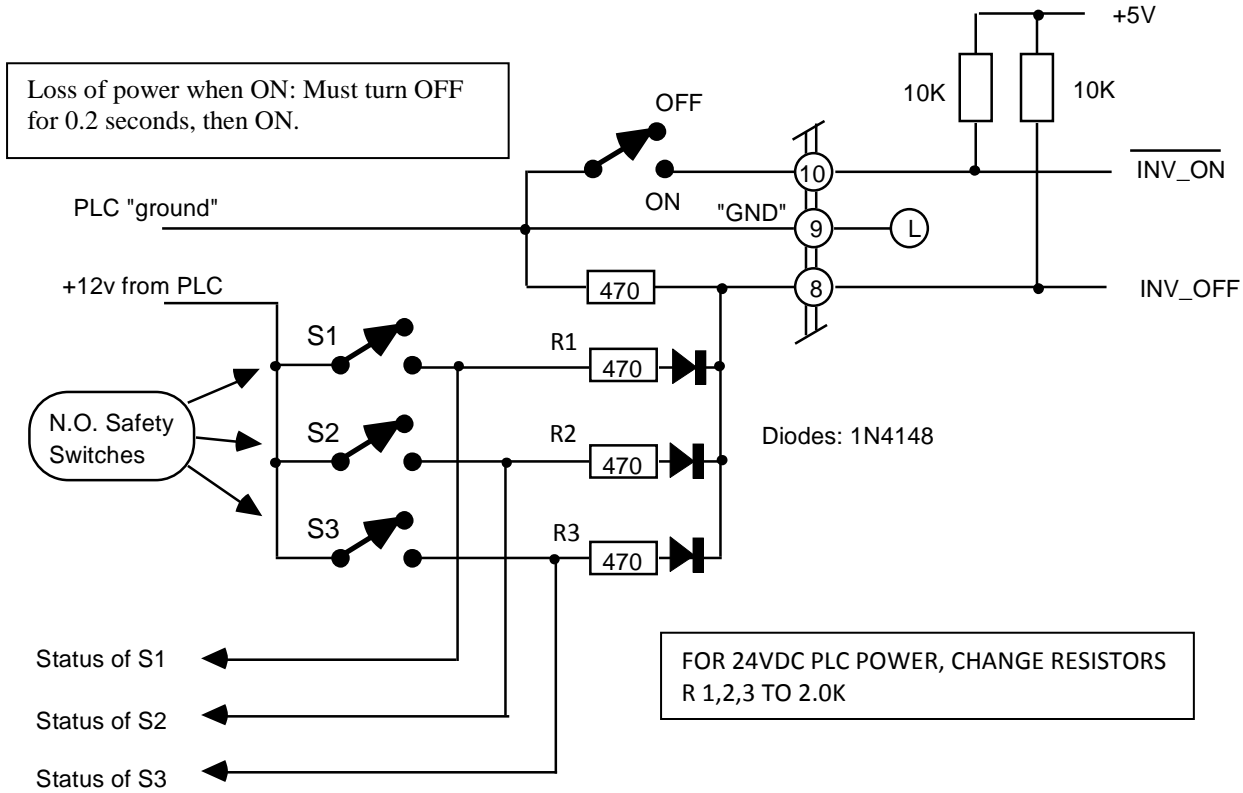 +5V
Loss of power when ON: Must turn OFF
for 0.2 seconds, then ON.
10K
10K
OFF
ON
10
INV_ON
PLC "ground"
"GND"
9
L
+12v from PLC
470
8
INV_OFF
S1
R1
470
N.O. Safety
Switches
S2
R2
470
Diodes: 1N4148
S3
R3
470
Status of S1
Status of S2
Status of S3
FOR 24VDC PLC POWER, CHANGE RESISTORS
R 1,2,3 TO 2.0K